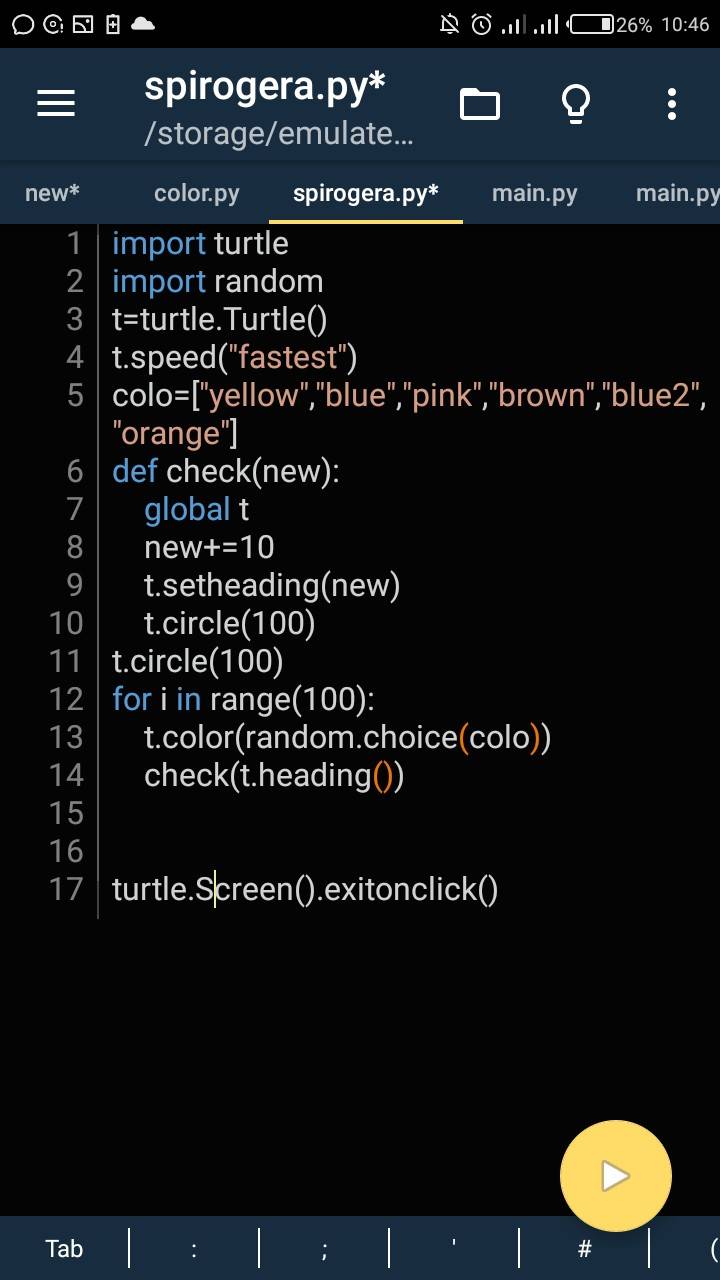 26% 10:46
spirogera.py*
/storage/emulate...
new* color.py spirogera.py* main.py main.py
1 import turtle
2 import random
3 t=turtle.Turtle()
4 t.speed("fastest")
5 colo=["yellow","blue","pink","brown","blue2",
"orange"]
6 def check(new):
7 global t
8 new+=10
9 t.setheading(new)
10 t.circle(100)
11 t.circle(100)
12 for i in range(100):
13 t.color(random.choice(colo))
14 check(t.heading())
15
16
17 turtle.Screen().exitonclick()
Tab : ; ' # (